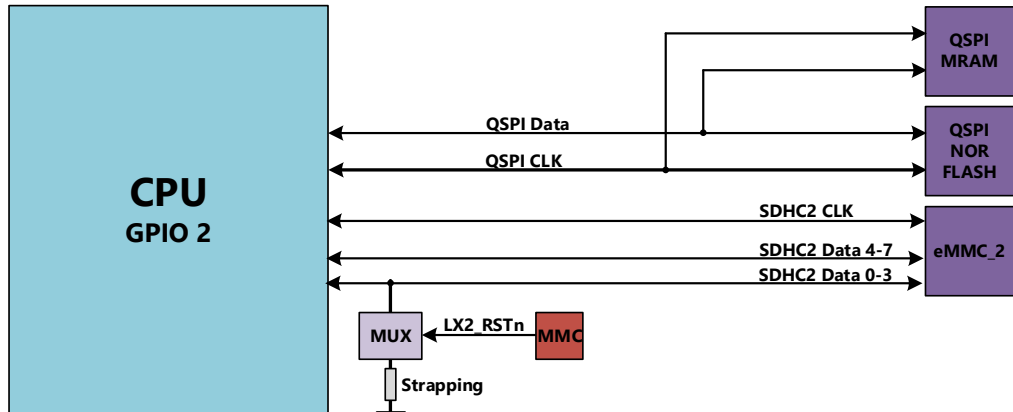 QSPI
MRAM
QSPI Data
QSPI
NOR
FLASH
QSPI CLK
CPU
GPIO 2
SDHC2 CLK
SDHC2 Data 4-7
eMMC_2
SDHC2 Data 0-3
MUX
LX2_RSTn
MMC
Strapping